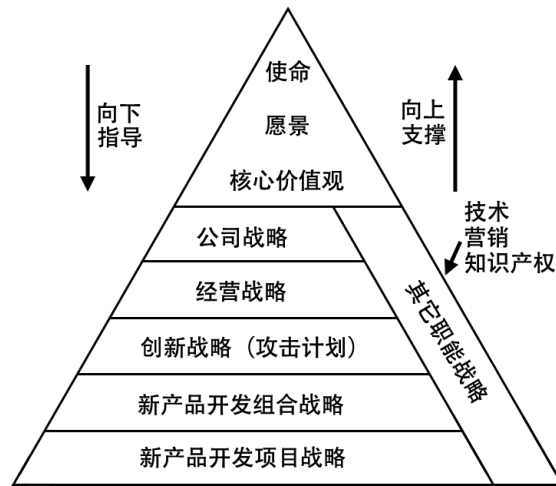 使命
愿景
核心价值观
向下
指导
向上
支撑
技术
营销
知识产权
公司战略
经营战略
创新战略（攻击计划）
新产品开发组合战略
新产品开发项目战略
其它职能战略